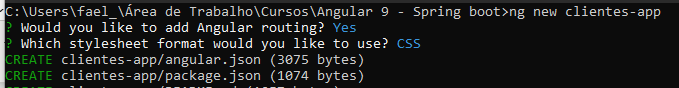 C:\Users\fael_\Área de Trabalho\Cursos\Angular 9 - Spring boot>ng new clientes-app
? Would you like to add Angular routing? Yes
? Which stylesheet format would you like to use? CSS
CREATE clientes-app/angular.json (3075 bytes)
CREATE clientes-app/package.json (1074 bytes)